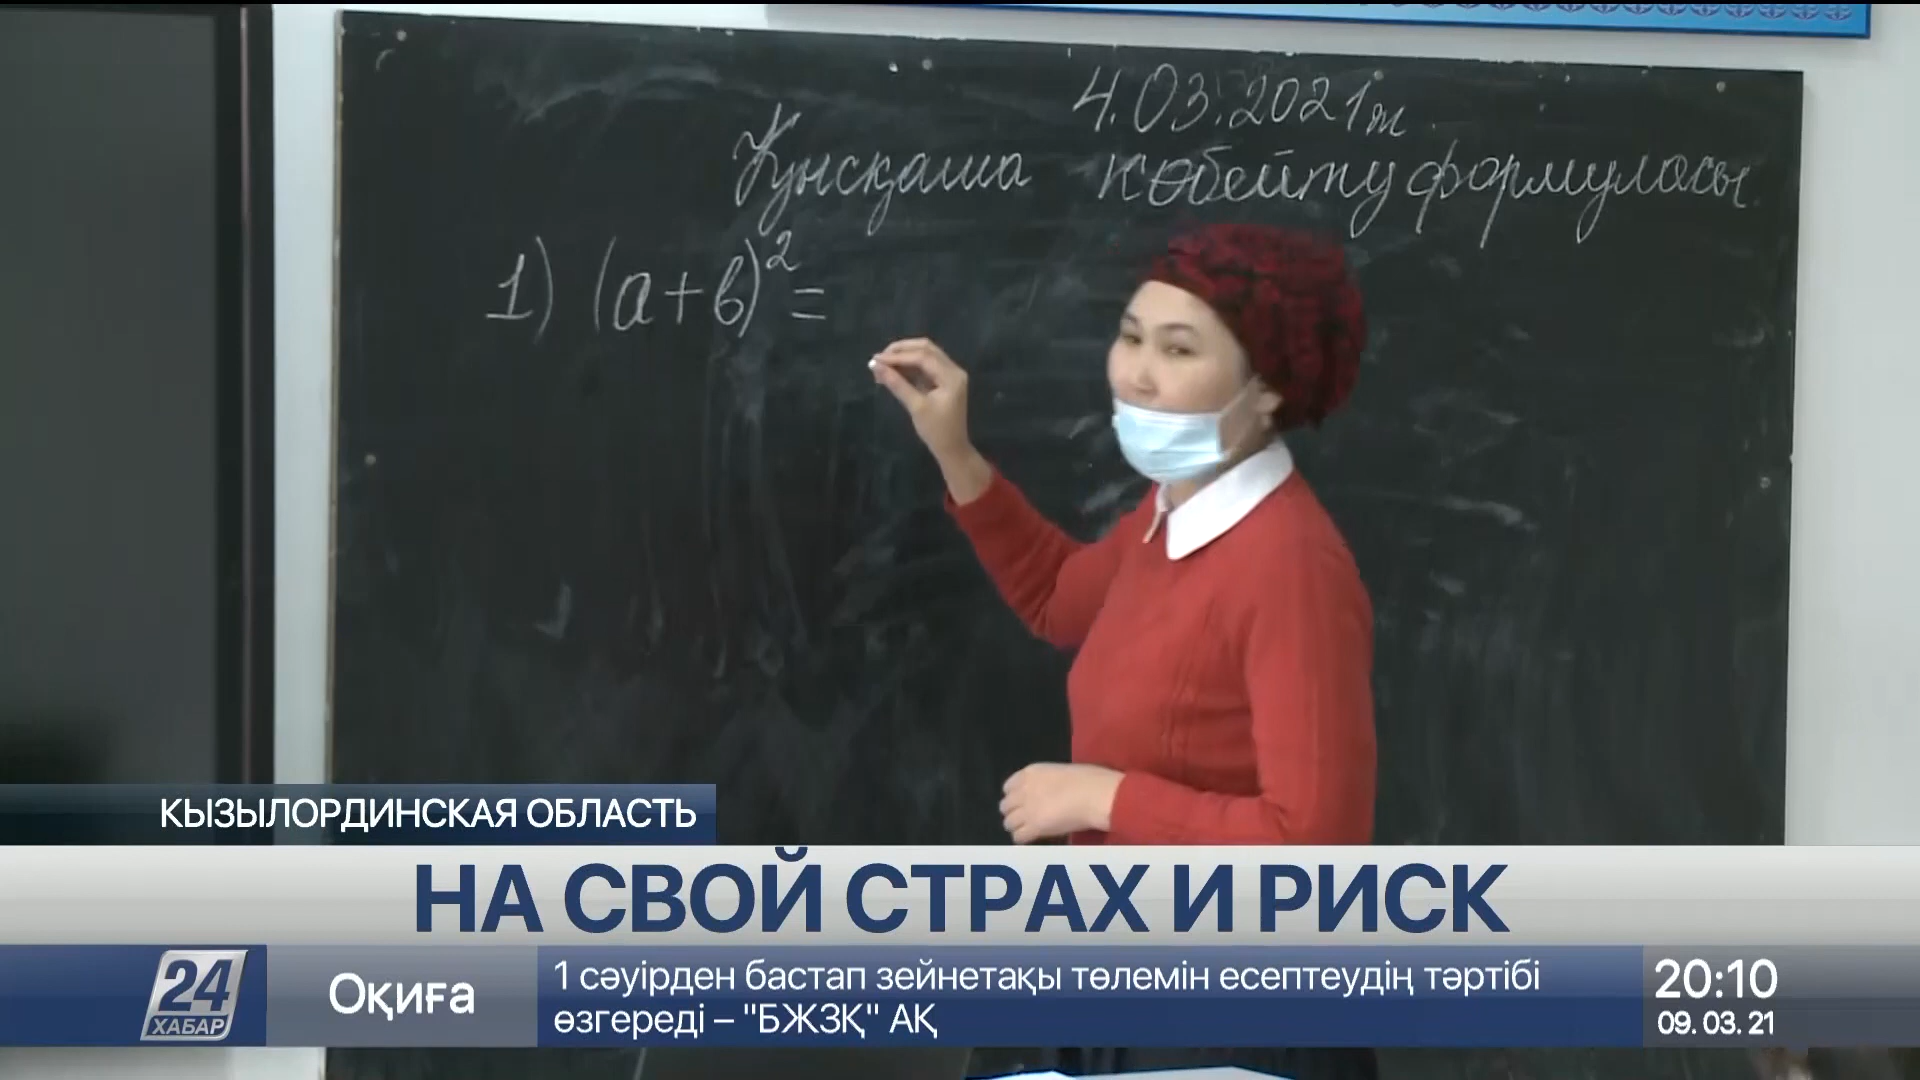 4.03.2021ж
Қысқаша көбейту формуласы
1) (а+в)²=
КЫЗЫЛОРДИНСКАЯ ОБЛАСТЬ
НА СВОЙ СТРАХ И РИСК
24
ХАБАР
Оқиға
1 сәуірден бастап зейнетақы төлемін есептеудің тәртібі
өзгереді – "БЖЗҚ" АҚ
20:10
09. 03. 21